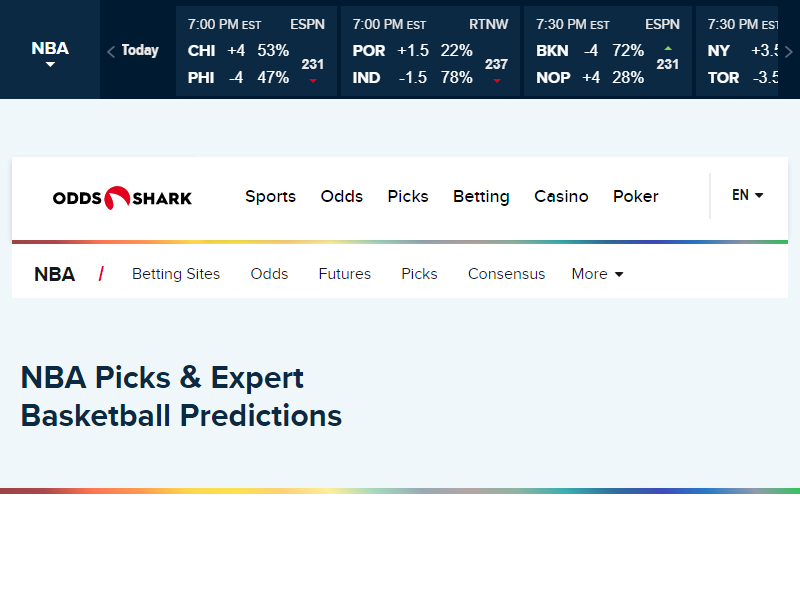 NBA
Today
7:00 PM EST ESPN
CHI +4 53%
PHI -4 47%
231
7:00 PM EST RTNW
POR +1.5 22%
IND -1.5 78%
237
7:30 PM EST ESPN
BKN -4 72%
NOP +4 28%
231
7:30 PM EST
NY +3.5
TOR -3.5
ODDS SHARK
Sports Odds Picks Betting Casino Poker
EN
NBA / Betting Sites Odds Futures Picks Consensus More
NBA Picks & Expert
Basketball Predictions